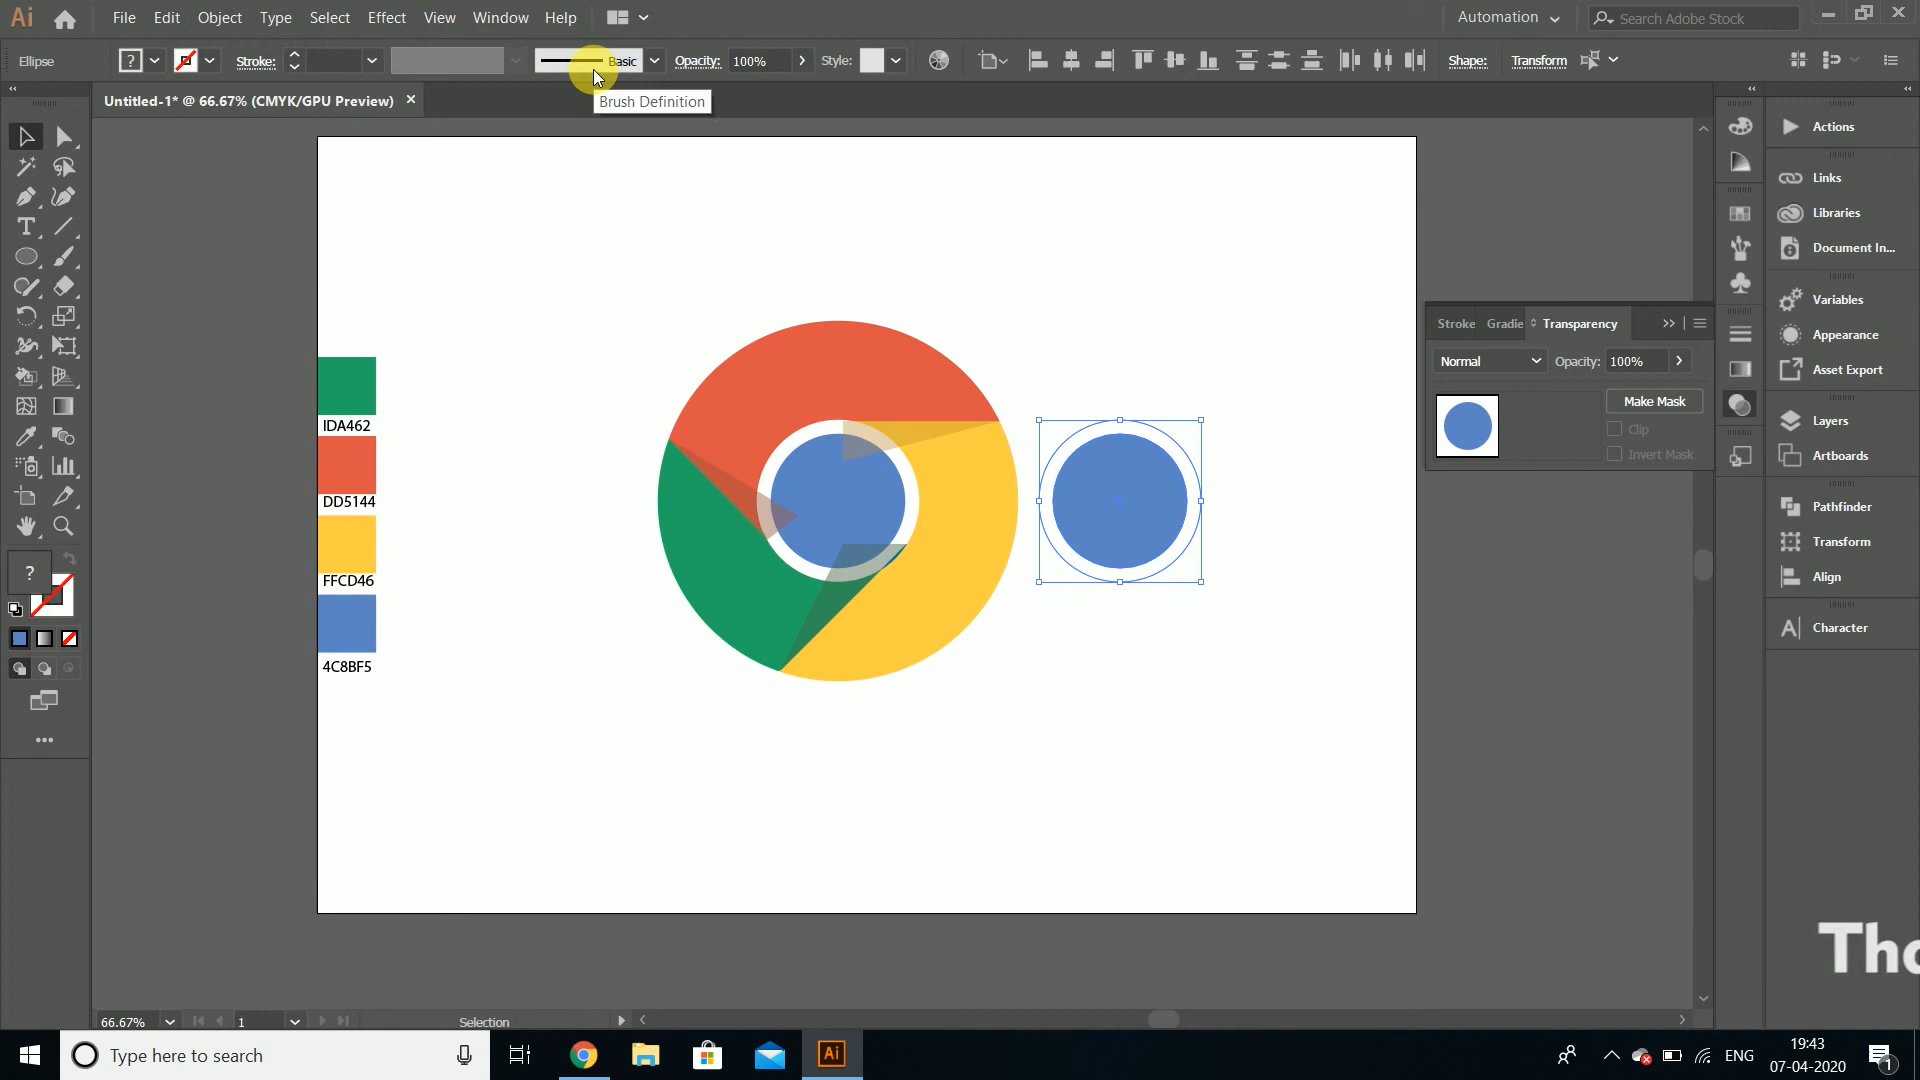 Ai File Edit Object Type Select Effect View Window Help Automation Search Adobe Stock
Ellipse ? Stroke: Basic Opacity: 100% Style: Shape: Transform
Brush Definition
Untitled-1* @ 66.67% (CMYK/GPU Preview)
Actions
Links
Libraries
Document In...
Variables
Appearance
Asset Export
Layers
Artboards
Pathfinder
Transform
Align
Character
Stroke Gradie Transparency
Normal Opacity: 100%
Make Mask
Clip
Invert Mask
IDA462
DD5144
FFCD46
4C8BF5
?
Tho
66.67% 1 Selection
Type here to search
Ai
ENG
19:43
07-04-2020
1